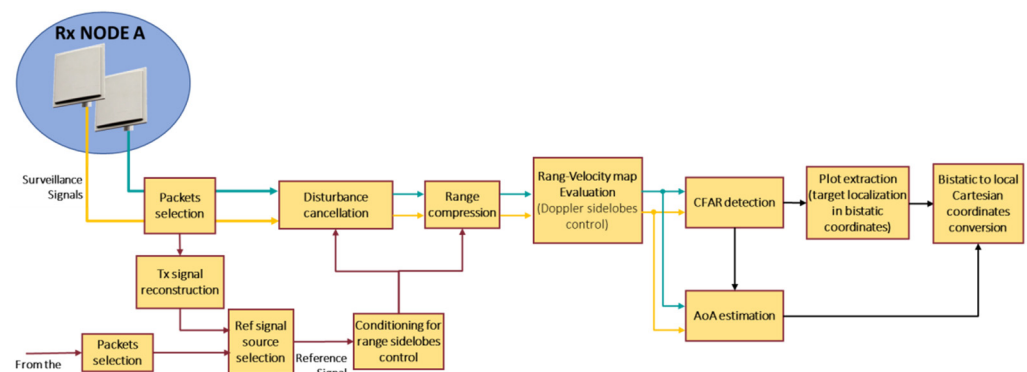 Rx NODE A
Surveillance
Signals
Packets
selection
Disturbance
cancellation
Range
compression
Rang-Velocity map
Evaluation
(Doppler sidelobes
control)
CFAR detection
Plot extraction
(target localization
in bistatic
coordinates)
Bistatic to local
Cartesian
coordinates
conversion
Tx signal
reconstruction
AoA estimation
From the
Packets
selection
Ref signal
source
selection
Reference
Signal
Conditioning for
range sidelobes
control